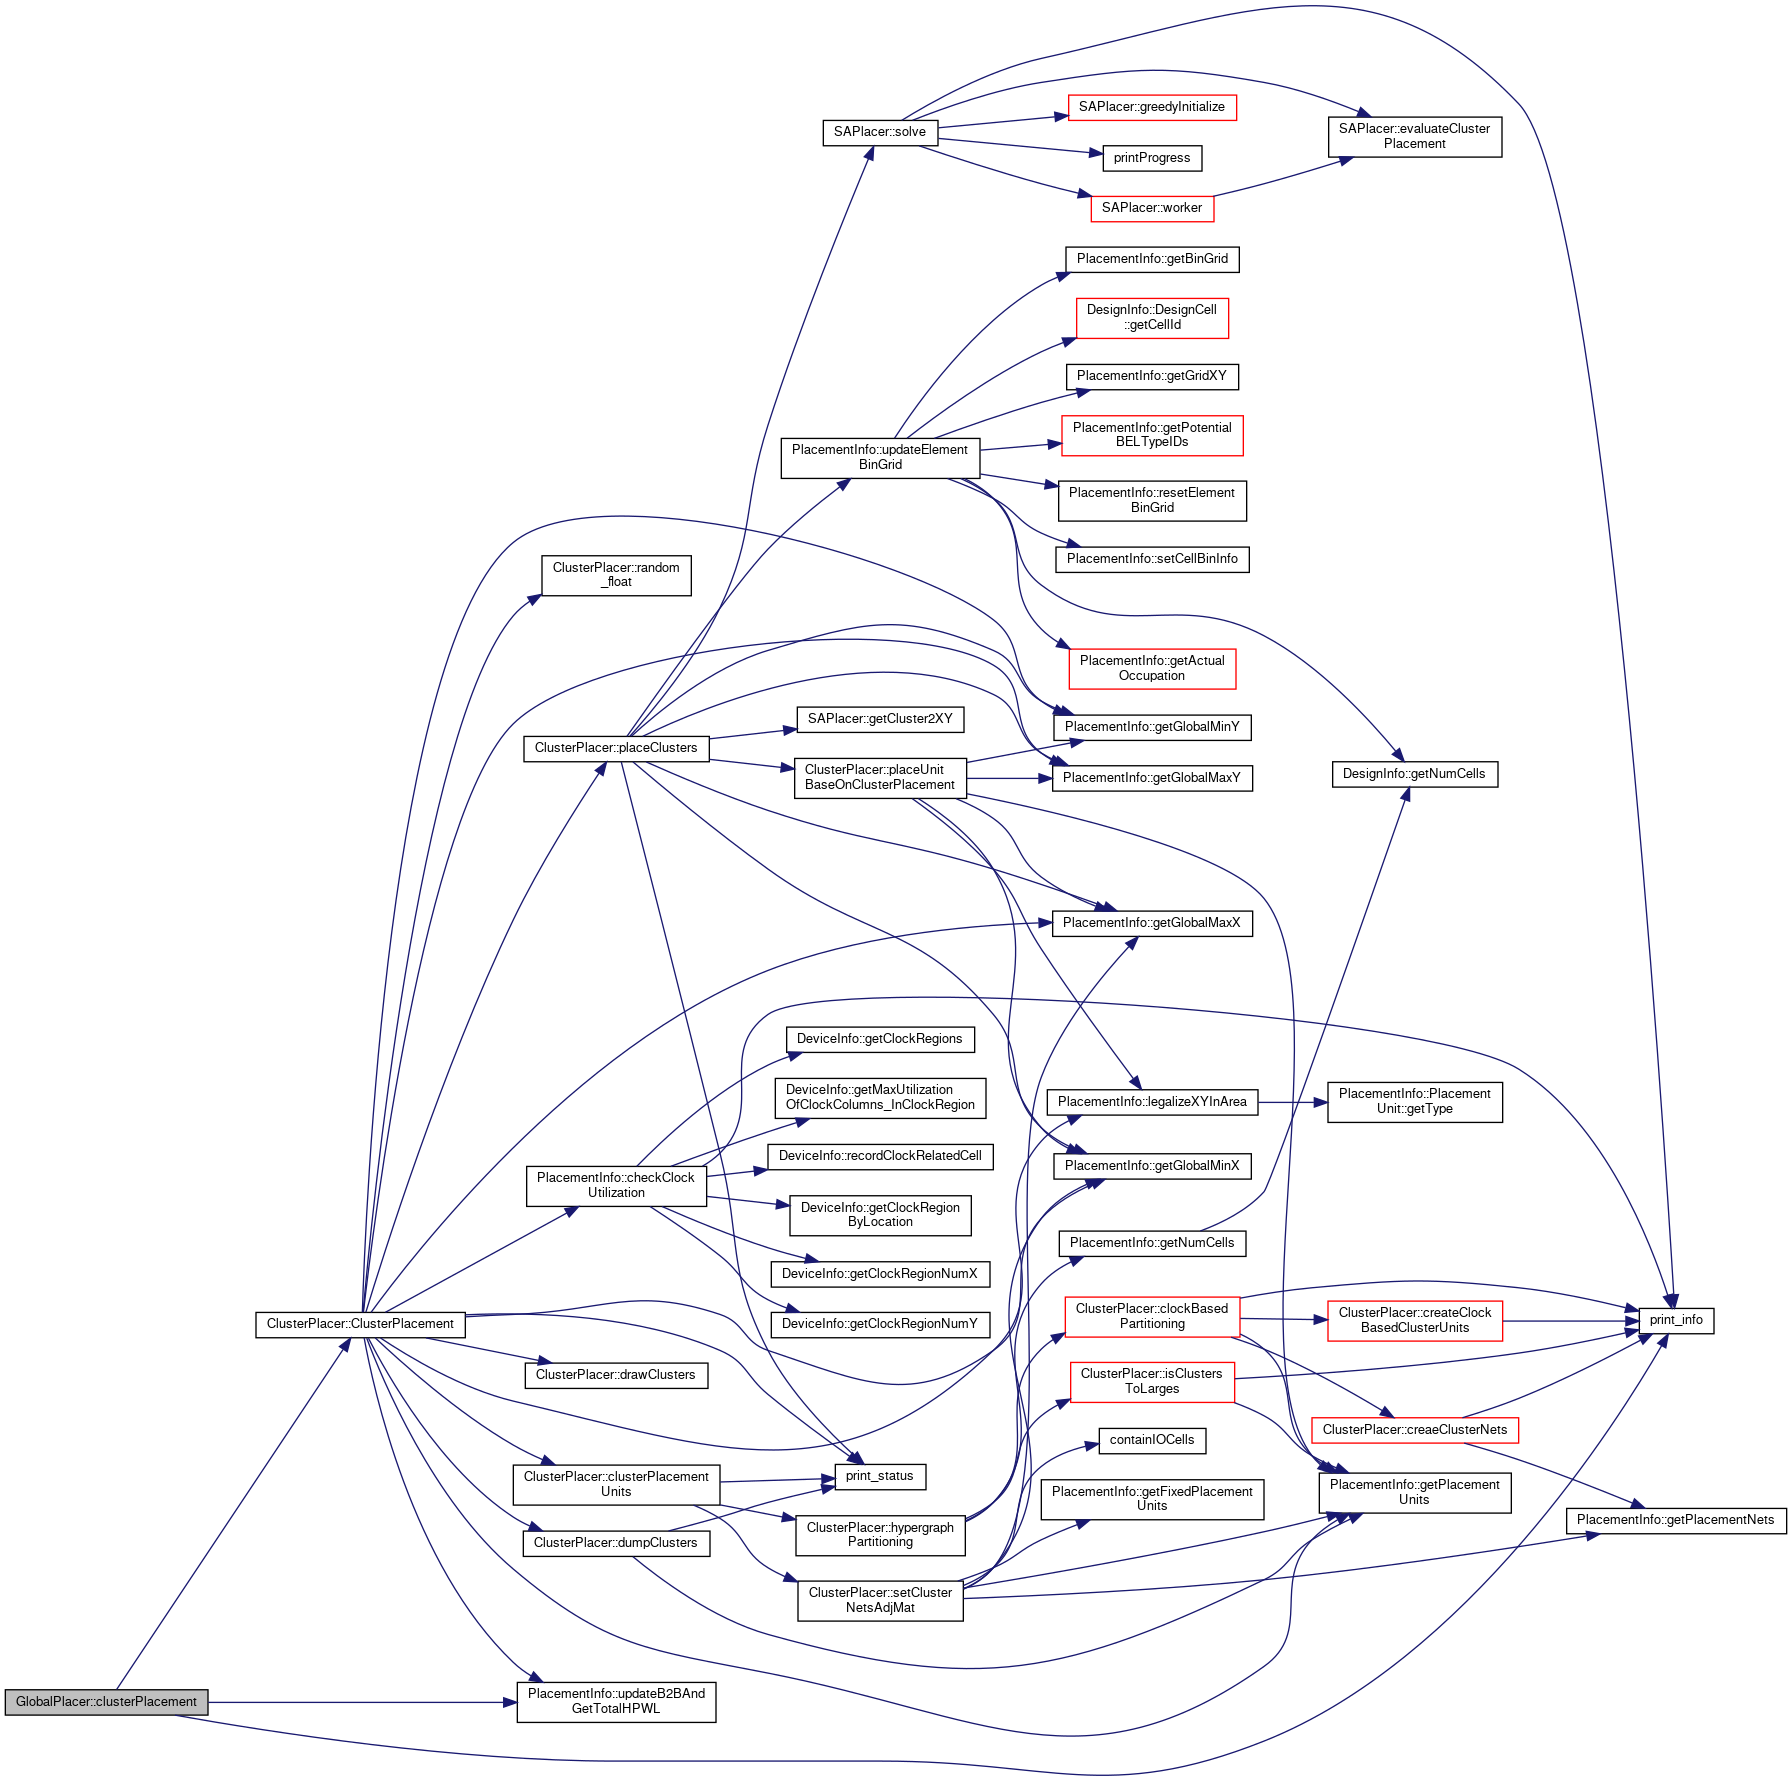 SAPlacer::solve
SAPlacer::greedyInitialize
printProgress
SAPlacer::worker
SAPlacer::evaluateCluster
Placement
PlacementInfo::getBinGrid
DesignInfo::DesignCell
::getCellId
PlacementInfo::getGridXY
PlacementInfo::getPotential
BELTypeIDs
PlacementInfo::updateElement
BinGrid
PlacementInfo::resetElement
BinGrid
PlacementInfo::setCellBinInfo
ClusterPlacer::random
_float
PlacementInfo::getActual
Occupation
SAPlacer::getCluster2XY
PlacementInfo::getGlobalMinY
ClusterPlacer::placeClusters
ClusterPlacer::placeUnit
BaseOnClusterPlacement
PlacementInfo::getGlobalMaxY
DesignInfo::getNumCells
PlacementInfo::getGlobalMaxX
DeviceInfo::getClockRegions
DeviceInfo::getMaxUtilization
OfClockColumns_InClockRegion
PlacementInfo::legalizeXYInArea
PlacementInfo::Placement
Unit::getType
DeviceInfo::recordClockRelatedCell
PlacementInfo::getGlobalMinX
PlacementInfo::checkClock
Utilization
DeviceInfo::getClockRegion
ByLocation
PlacementInfo::getNumCells
DeviceInfo::getClockRegionNumX
DeviceInfo::getClockRegionNumY
ClusterPlacer::ClusterPlacement
ClusterPlacer::clockBased
Partitioning
ClusterPlacer::createClock
BasedClusterUnits
print_info
ClusterPlacer::drawClusters
ClusterPlacer::isClusters
ToLarges
containIOCells
ClusterPlacer::creaeClusterNets
ClusterPlacer::clusterPlacement
Units
print_status
PlacementInfo::getFixedPlacement
Units
PlacementInfo::getPlacement
Units
PlacementInfo::getPlacementNets
ClusterPlacer::dumpClusters
ClusterPlacer::hypergraph
Partitioning
ClusterPlacer::setCluster
NetsAdjMat
GlobalPlacer::clusterPlacement
PlacementInfo::updateB2BAnd
GetTotalHPWL